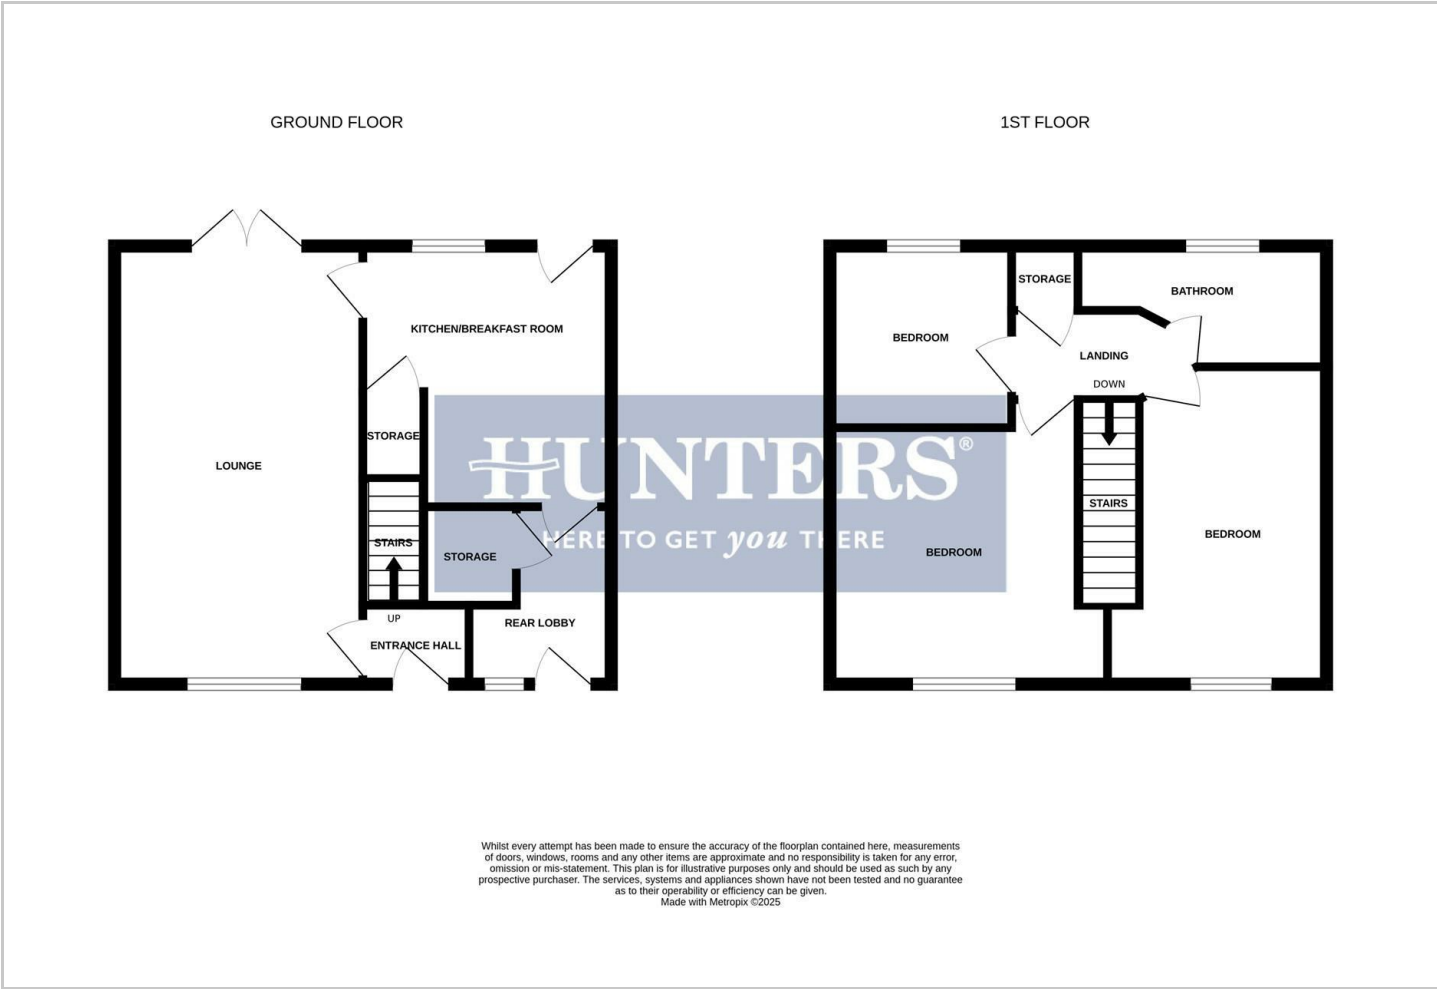 GROUND FLOOR
1ST FLOOR
STORAGE
BATHROOM
KITCHEN/BREAKFAST ROOM
BEDROOM
LANDING
DOWN
STORAGE
HUNTERS®
LOUNGE
STAIRS
STAIRS
HERE TO GET you THERE
BEDROOM
BEDROOM
STORAGE
UP
REAR LOBBY
ENTRANCE HALL
Whilst every attempt has been made to ensure the accuracy of the floorplan contained here, measurements
of doors, windows, rooms and any other items are approximate and no responsibility is taken for any error,
omission or mis-statement. This plan is for illustrative purposes only and should be used as such by any
prospective purchaser. The services, systems and appliances shown have not been tested and no guarantee
as to their operability or efficiency can be given.
Made with Metropix ©2025